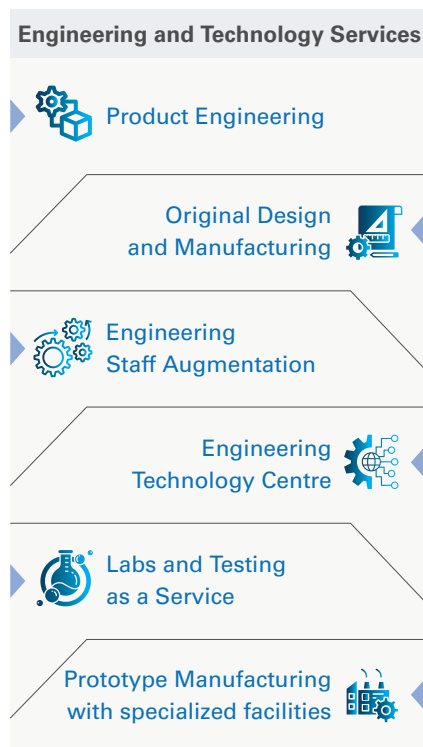 Engineering and Technology Services
Product Engineering
Original Design
and Manufacturing
Engineering
Staff Augmentation
Engineering
Technology Centre
Labs and Testing
as a Service
Prototype Manufacturing
with specialized facilities